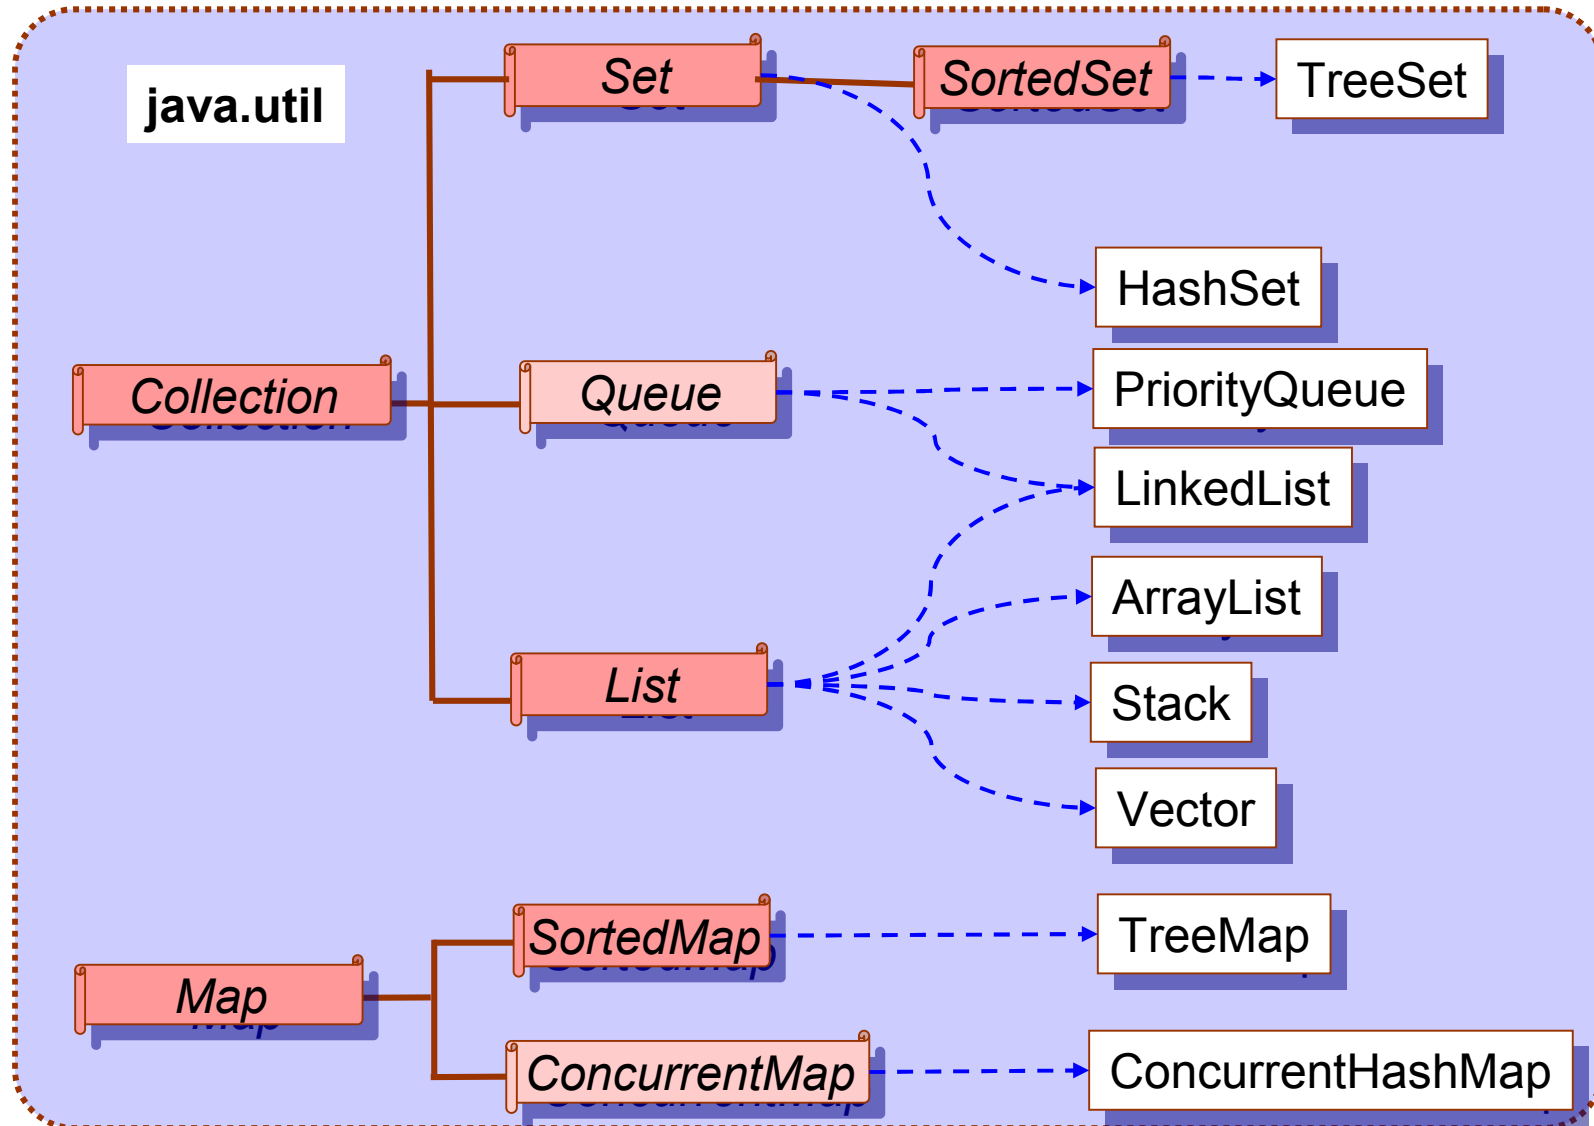 java.util
Set
SortedSet
TreeSet
HashSet
Collection
Queue
PriorityQueue
LinkedList
ArrayList
List
Stack
Vector
SortedMap
TreeMap
Map
ConcurrentMap
ConcurrentHashMap